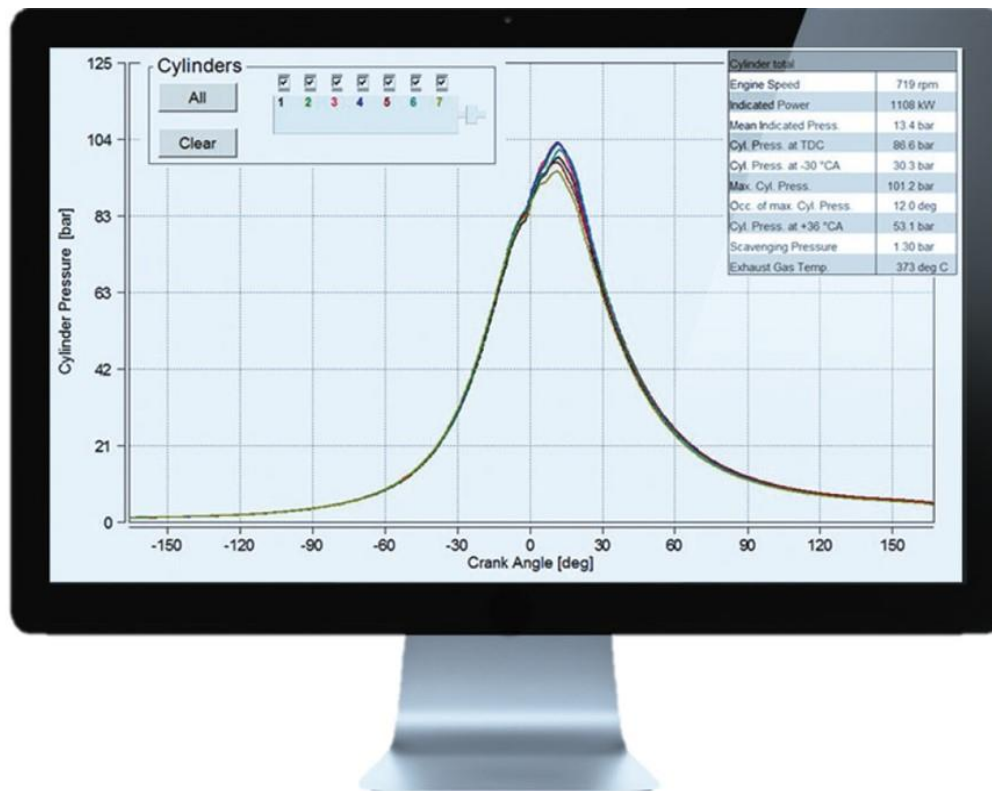 Cylinders
All
Clear
1 2 3 4 5 6 7
Cylinder total
Engine Speed 719 rpm
Indicated Power 1108 kW
Mean Indicated Press. 13.4 bar
Cyl. Press. at TDC 86.6 bar
Cyl. Press. at -30 °CA 30.3 bar
Max. Cyl. Press. 101.2 bar
Occ. of max. Cyl. Press. 12.0 deg
Cyl. Press. at +36 °CA 53.1 bar
Scavenging Pressure 1.30 bar
Exhaust Gas Temp. 373 deg C
Cylinder Pressure [bar]
125
104
83
63
42
21
0
-150 -120 -90 -60 -30 0 30 60 90 120 150
Crank Angle [deg]